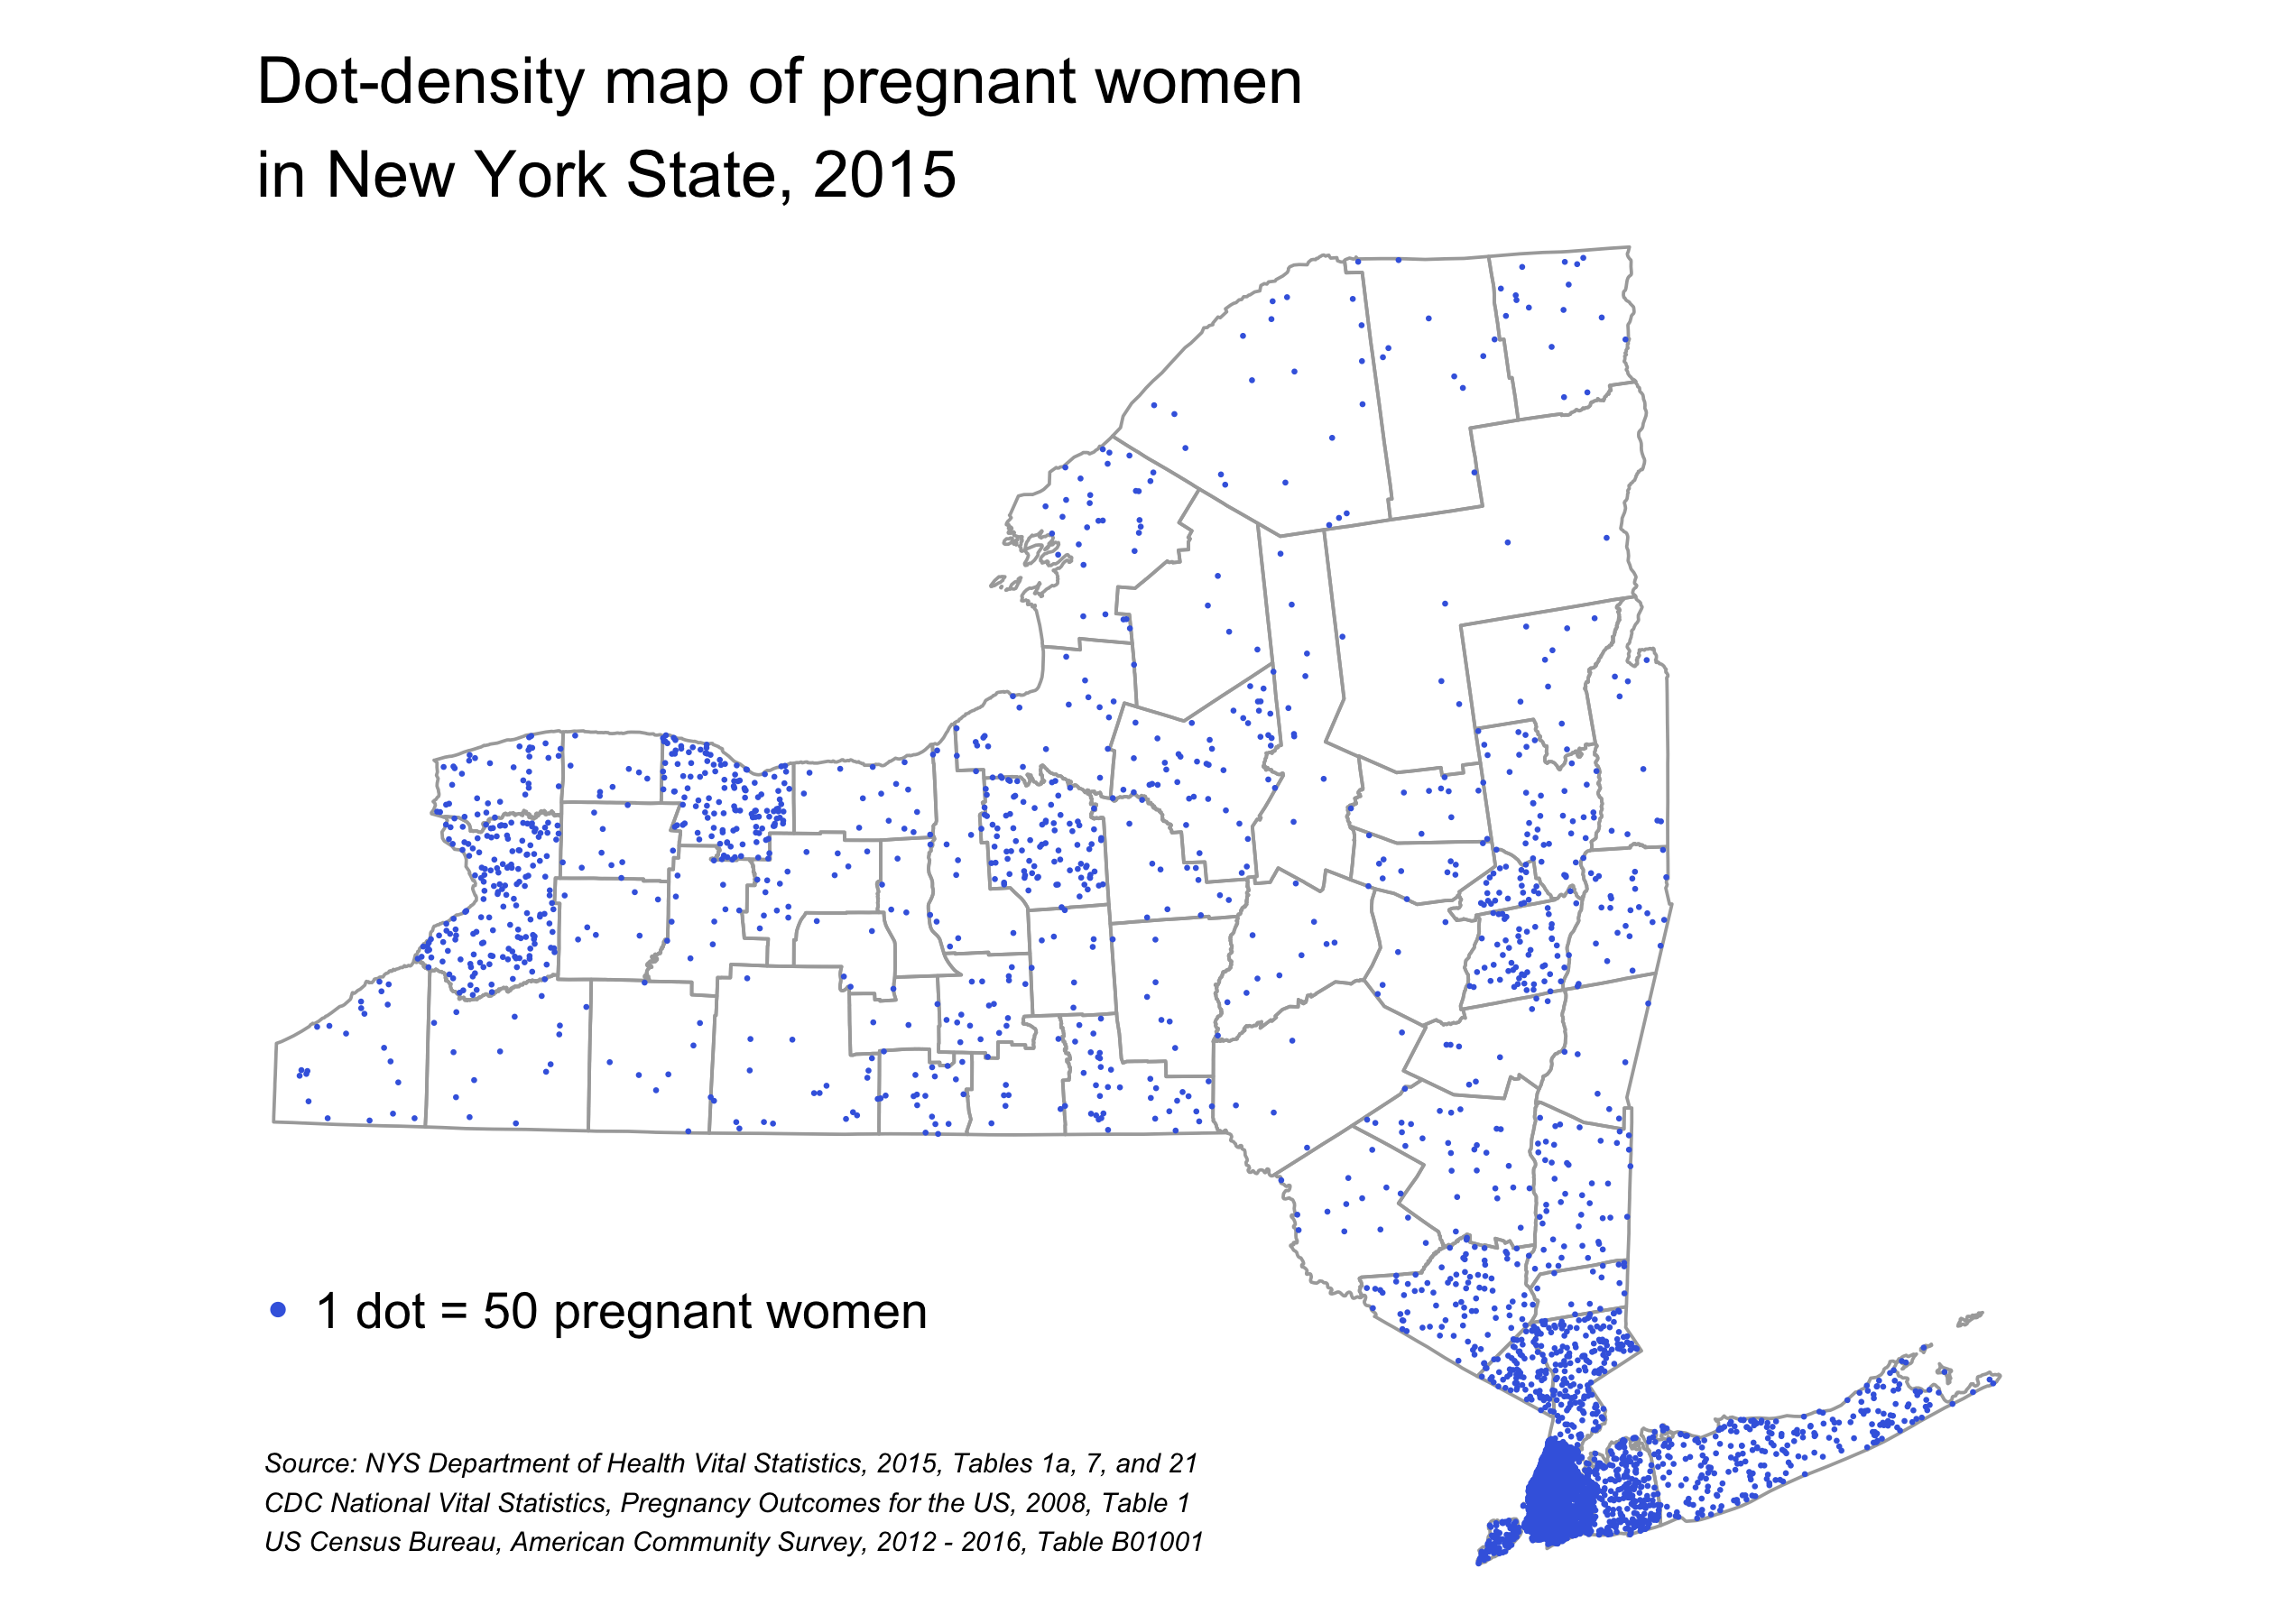 Dot-density map of pregnant women
in New York State, 2015
1 dot = 50 pregnant women
Source: NYS Department of Health Vital Statistics, 2015, Tables 1a, 7, and 21
CDC National Vital Statistics, Pregnancy Outcomes for the US, 2008, Table 1
US Census Bureau, American Community Survey, 2012 - 2016, Table B01001